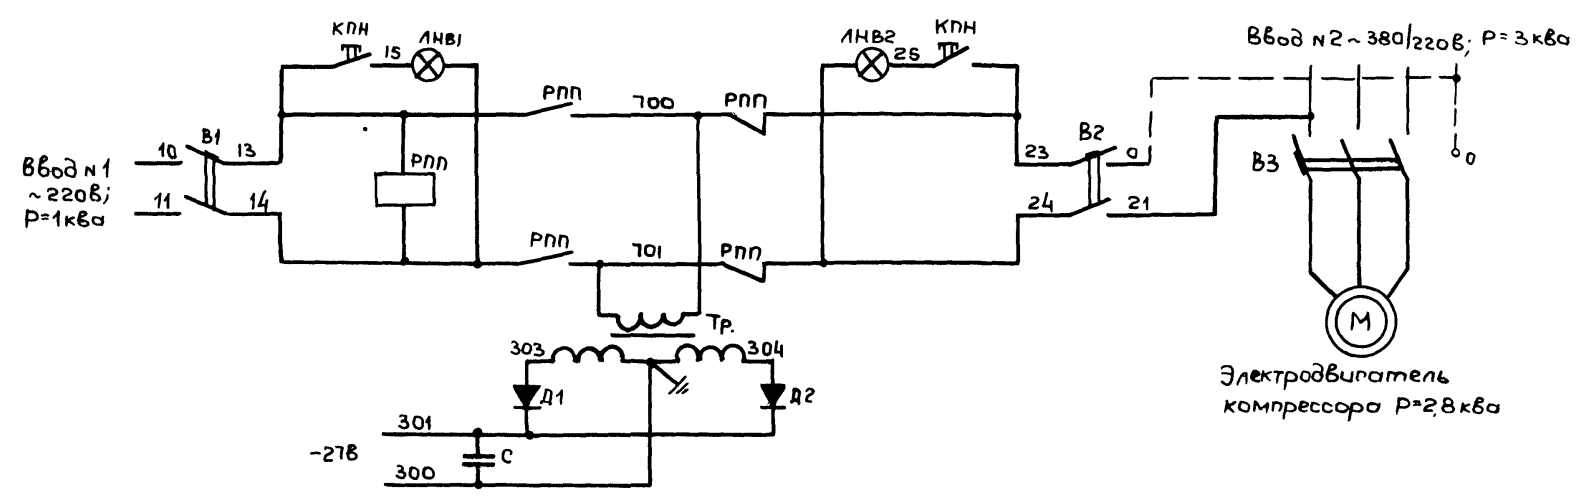 КПН
15
ЛНВ1
ЛНВ2
25
КПН
Ввод N2 ~ 380/220в; Р=3ква
РПП
700
РПП
10
В1
13
РПП
23
В2
0
В3
0
Ввод N1
~220в;
Р=1ква
11
14
24
21
РПП
701
РПП
Тр.
М
303
304
Д1
Д2
Электродвигатель
компрессора Р=2,8ква
301
-27В
С
300